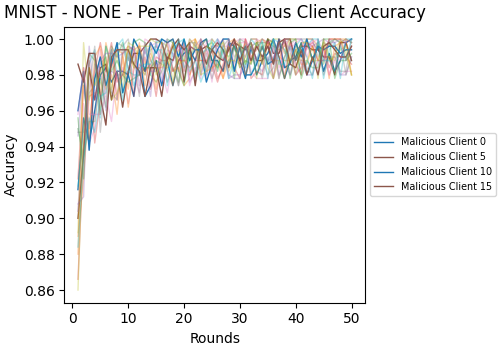 MNIST - NONE - Per Train Malicious Client Accuracy
1.00
0.98
0.96
0.94
0.92
0.90
0.88
0.86
Accuracy
0 10 20 30 40 50
Rounds
Malicious Client 0
Malicious Client 5
Malicious Client 10
Malicious Client 15